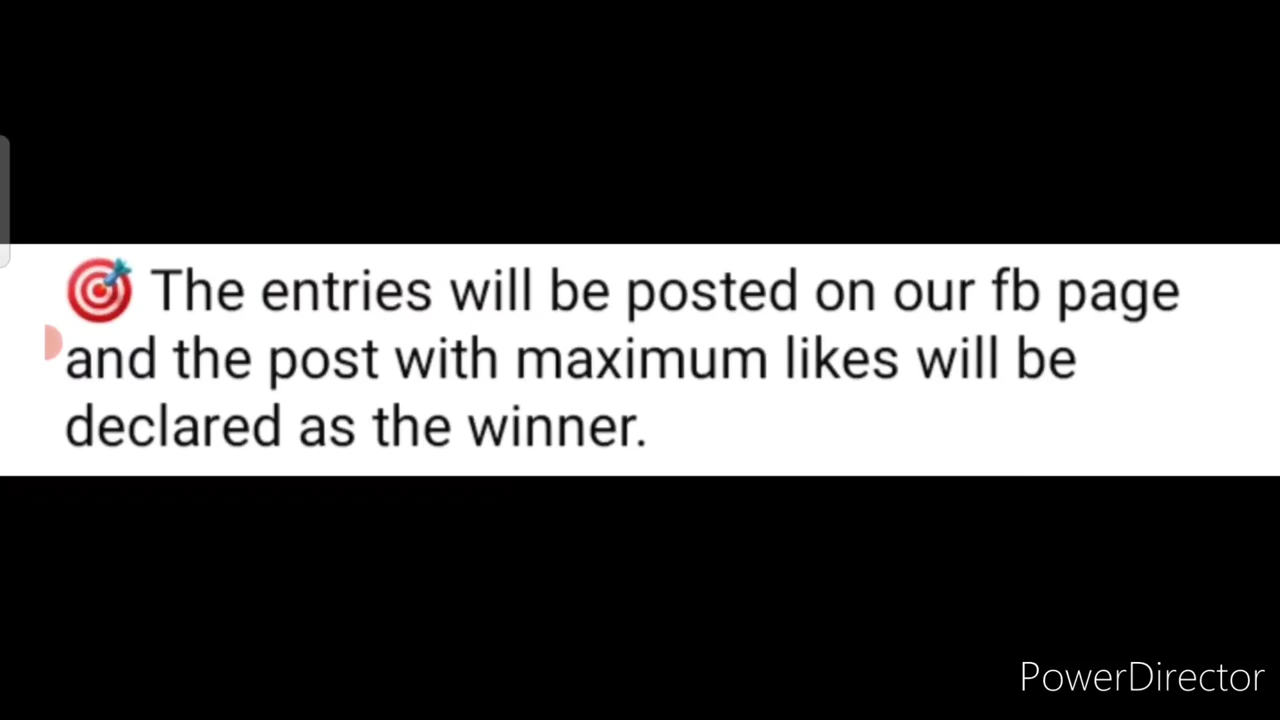 🎯 The entries will be posted on our fb page
and the post with maximum likes will be
declared as the winner.
PowerDirector